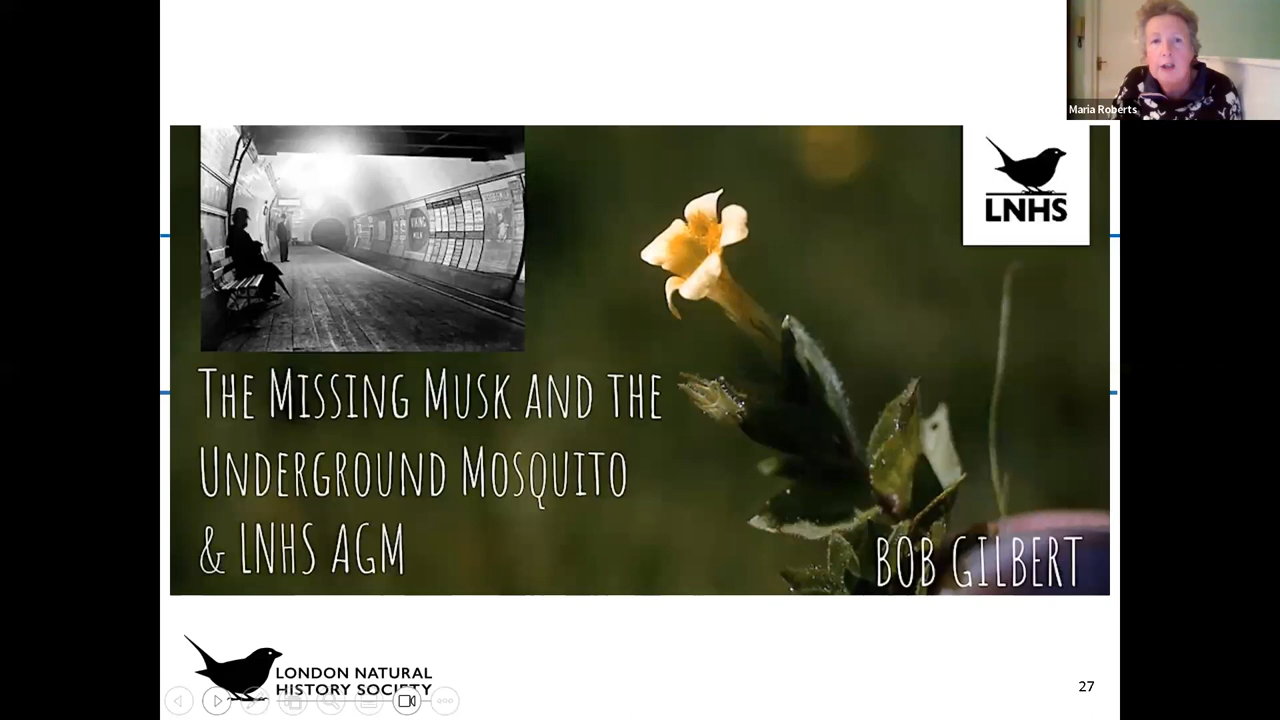 Maria Roberts
LNHS
THE MISSING MUSK AND THE
UNDERGROUND MOSQUITO
& LNHS AGM
BOB GILBERT
LONDON NATURAL
HISTORY SOCIETY
27